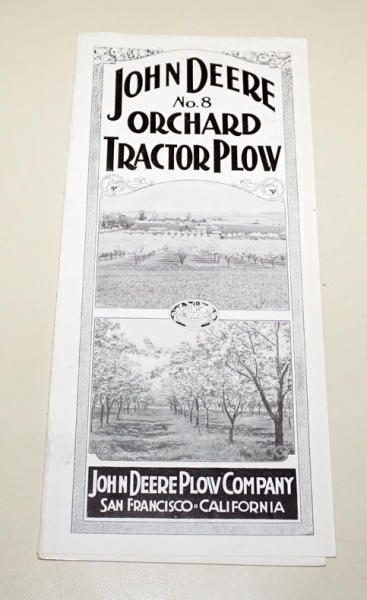 JOHN DEERE
No. 8
ORCHARD
TRACTOR PLOW
JOHN DEERE PLOW COMPANY
SAN FRANCISCO - CALIFORNIA